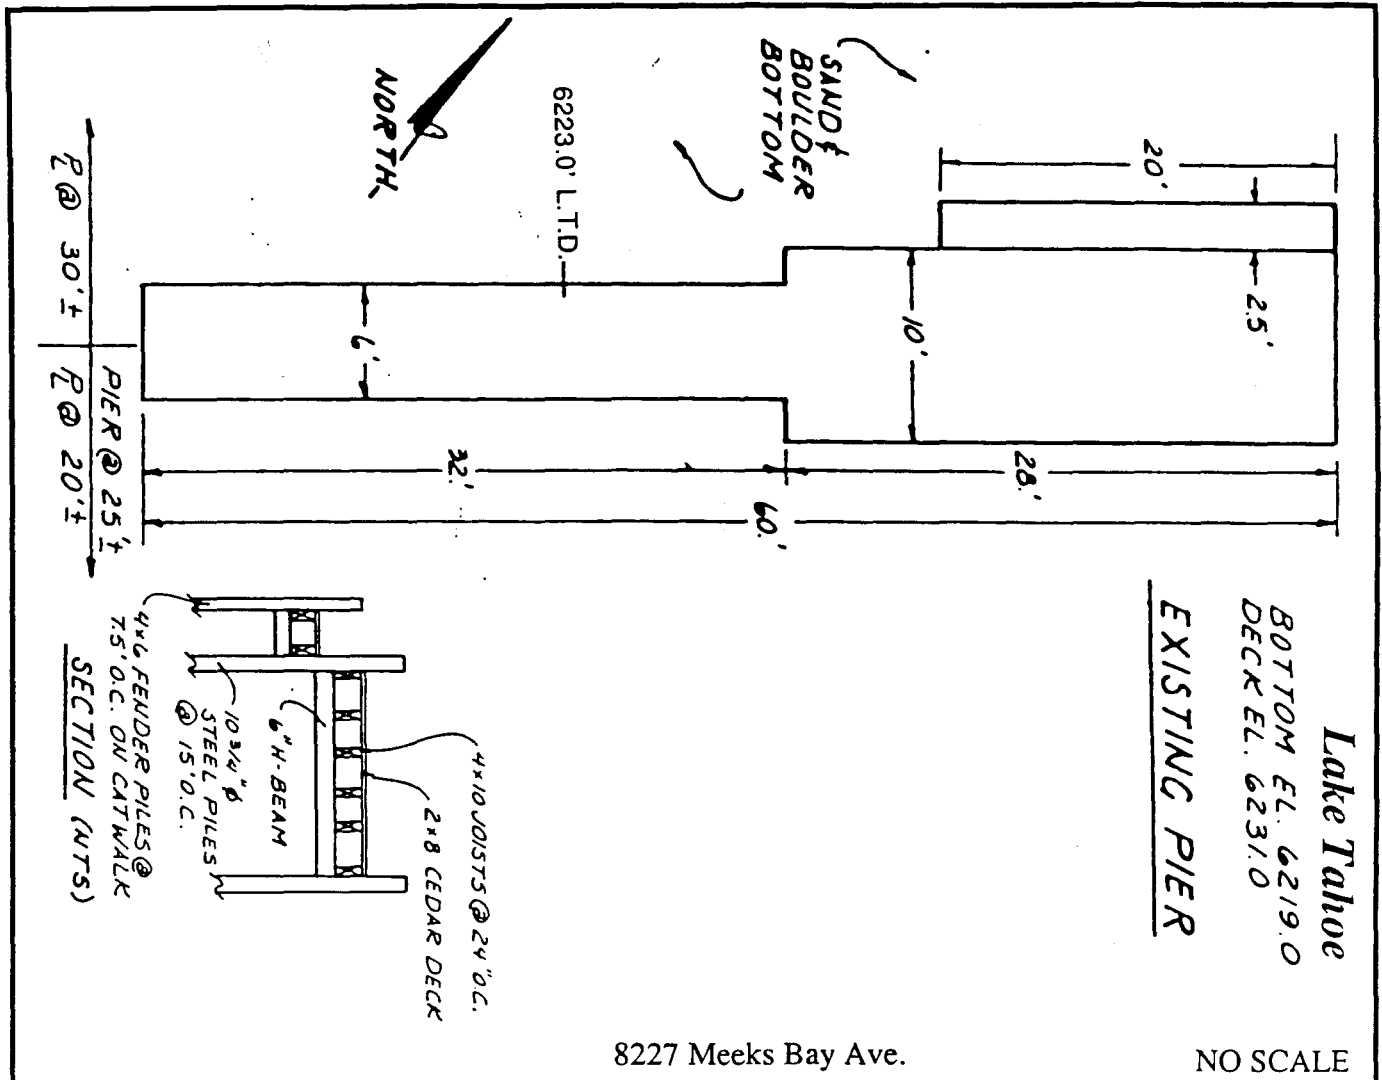 Lake Tahoe
BOTTOM EL. 6219.0
DECK EL. 6231.0
EXISTING PIER
20'
2.5'
SAND &
BOULDER
BOTTOM
10'
28'
60.'
32.'
6'
6223.0' L.T.D.
NORTH
PL @ 30'±
PIER @ 25'±
PL @ 20'±
4x10 JOISTS @ 24" O.C.
2x8 CEDAR DECK
6" H-BEAM
10 3/4" ø
STEEL PILES
@ 15' O.C.
4x6 FENDER PILES @
7.5' O.C. ON CATWALK
SECTION (NTS)
8227 Meeks Bay Ave.
NO SCALE